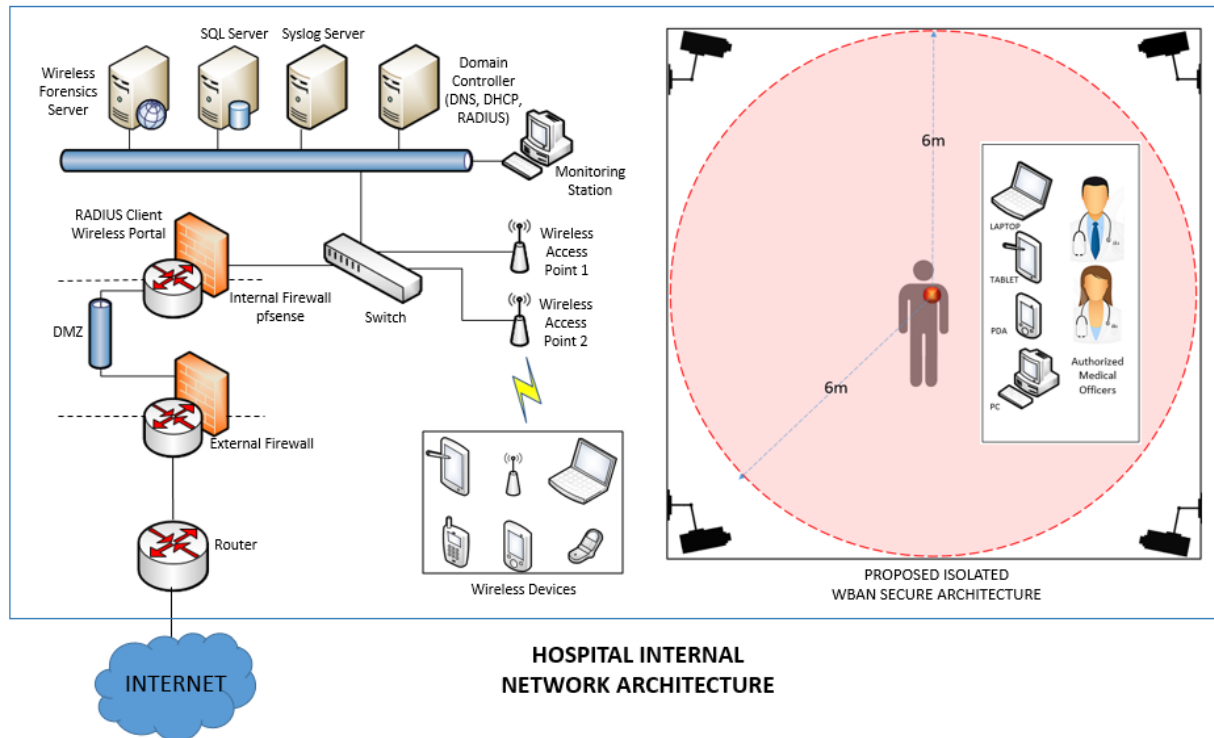 SQL Server
Syslog Server
Wireless
Forensics
Server
Domain
Controller
(DNS, DHCP,
RADIUS)
Monitoring
Station
RADIUS Client
Wireless Portal
Wireless
Access
Point 1
Internal Firewall
pfsense
Switch
Wireless
Access
Point 2
DMZ
External Firewall
Router
Wireless Devices
INTERNET
6m
6m
LAPTOP
TABLET
PDA
PC
Authorized
Medical
Officers
PROPOSED ISOLATED
WBAN SECURE ARCHITECTURE
HOSPITAL INTERNAL
NETWORK ARCHITECTURE